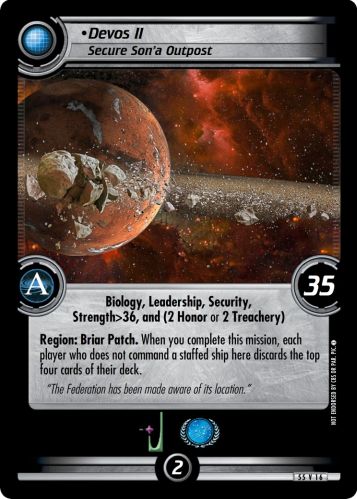 •Devos II
Secure Son'a Outpost
A
35
Biology, Leadership, Security,
Strength>36, and (2 Honor or 2 Treachery)
Region: Briar Patch. When you complete this mission, each
player who does not command a staffed ship here discards the top
four cards of their deck.
"The Federation has been made aware of its location."
NOT ENDORSED BY CBS OR PAR. PIC.
2
55 V 16